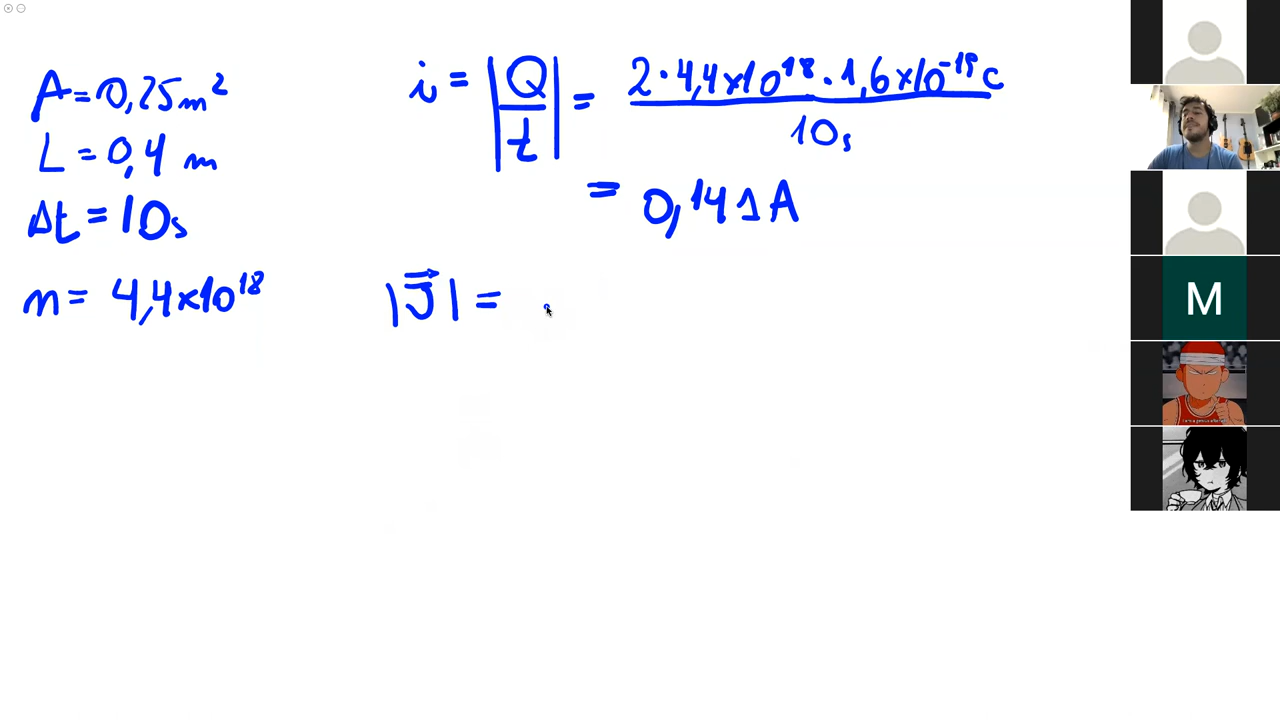 A = 0,25 m²
L = 0,4 m
Δt = 10s
n = 4,4×10¹⁸
i = |Q/t| = 2 · 4,4×10¹⁸ · 1,6×10⁻¹⁹ C / 10s
= 0,141 A
|J⃗| =
M